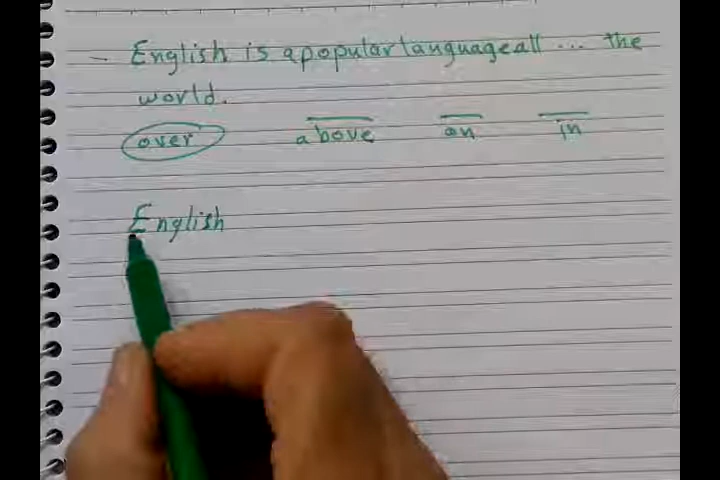 - English is a popular language all ... the
world.
over above on in
English